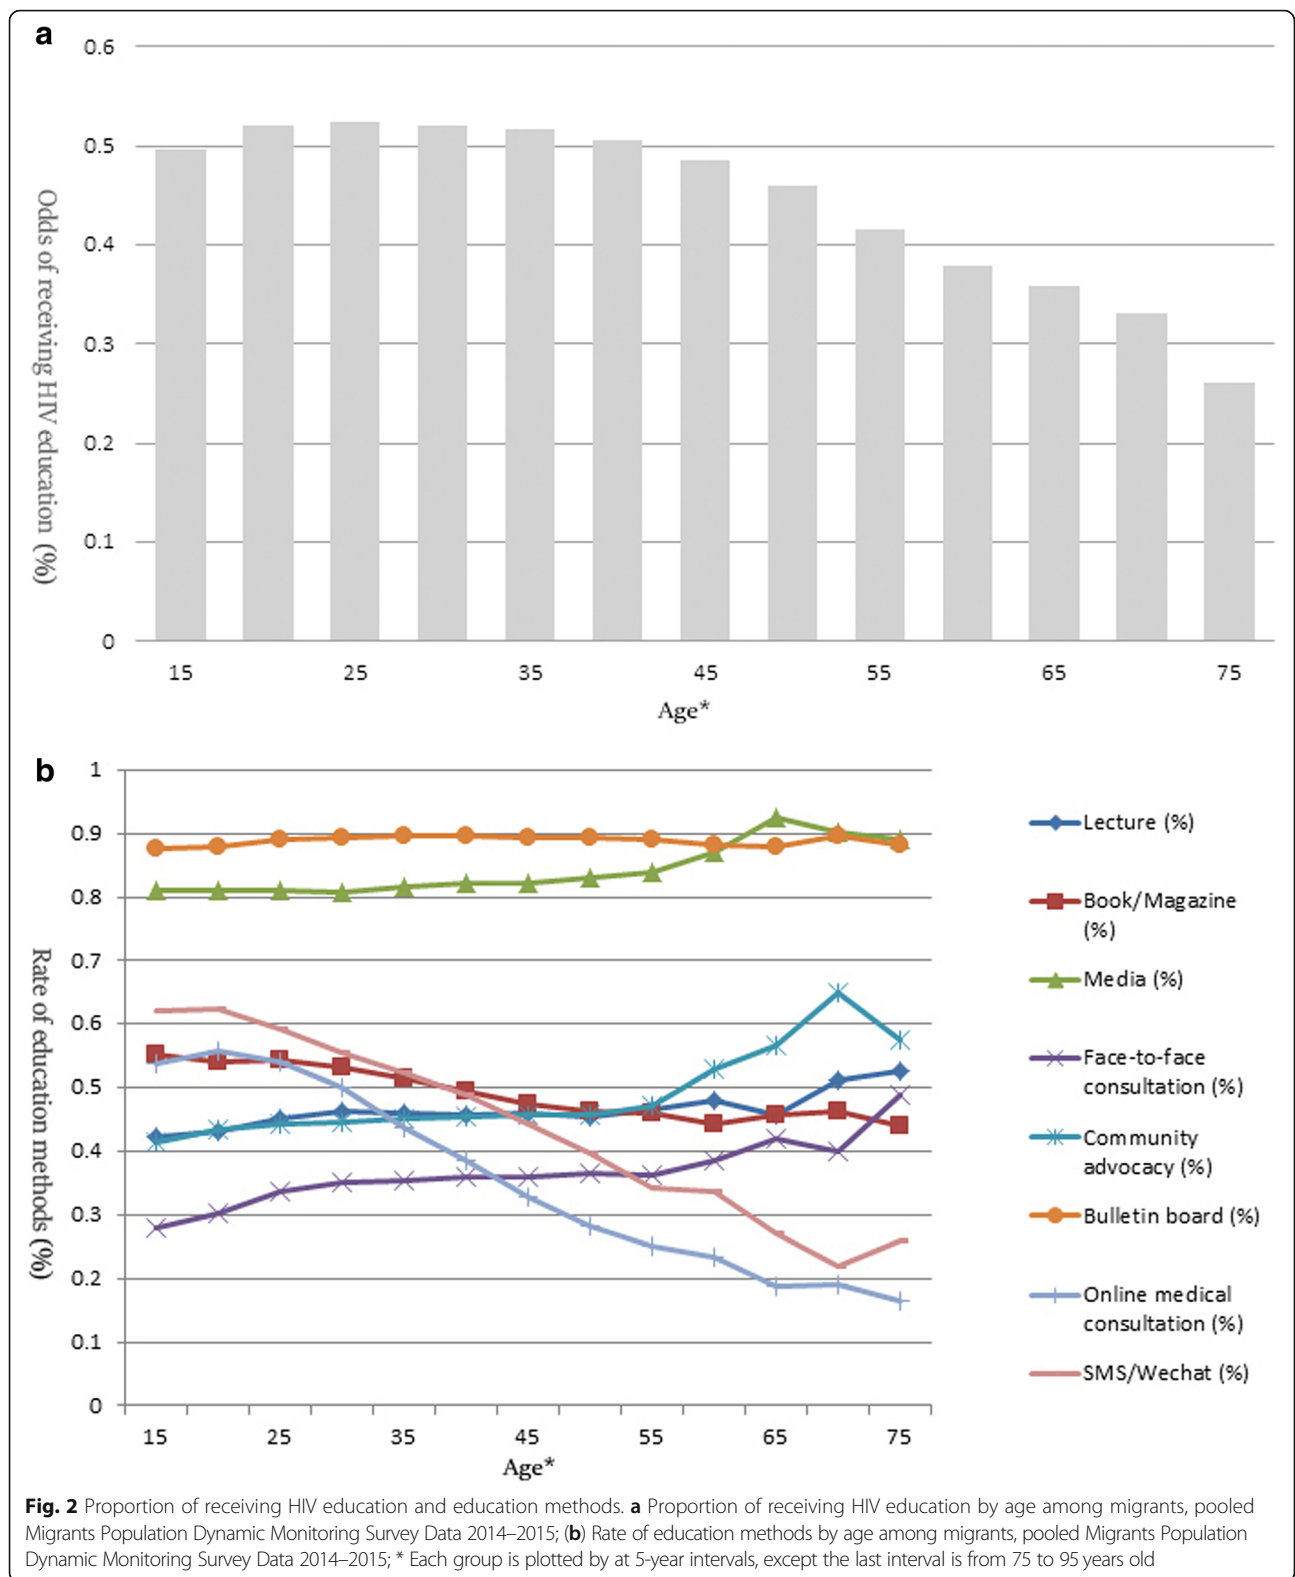 a
0.6
0.5
0.4
0.3
0.2
0.1
0
Odds of receiving HIV education (%)
15 25 35 45 55 65 75
Age*
b
1
0.9
0.8
0.7
0.6
0.5
0.4
0.3
0.2
0.1
0
Rate of education methods (%)
15 25 35 45 55 65 75
Age*
Lecture (%)
Book/Magazine
(%)
Media (%)
Face-to-face
consultation (%)
Community
advocacy (%)
Bulletin board (%)
Online medical
consultation (%)
SMS/Wechat (%)
Fig. 2 Proportion of receiving HIV education and education methods. a Proportion of receiving HIV education by age among migrants, pooled
Migrants Population Dynamic Monitoring Survey Data 2014–2015; (b) Rate of education methods by age among migrants, pooled Migrants Population
Dynamic Monitoring Survey Data 2014–2015; * Each group is plotted by at 5-year intervals, except the last interval is from 75 to 95 years old